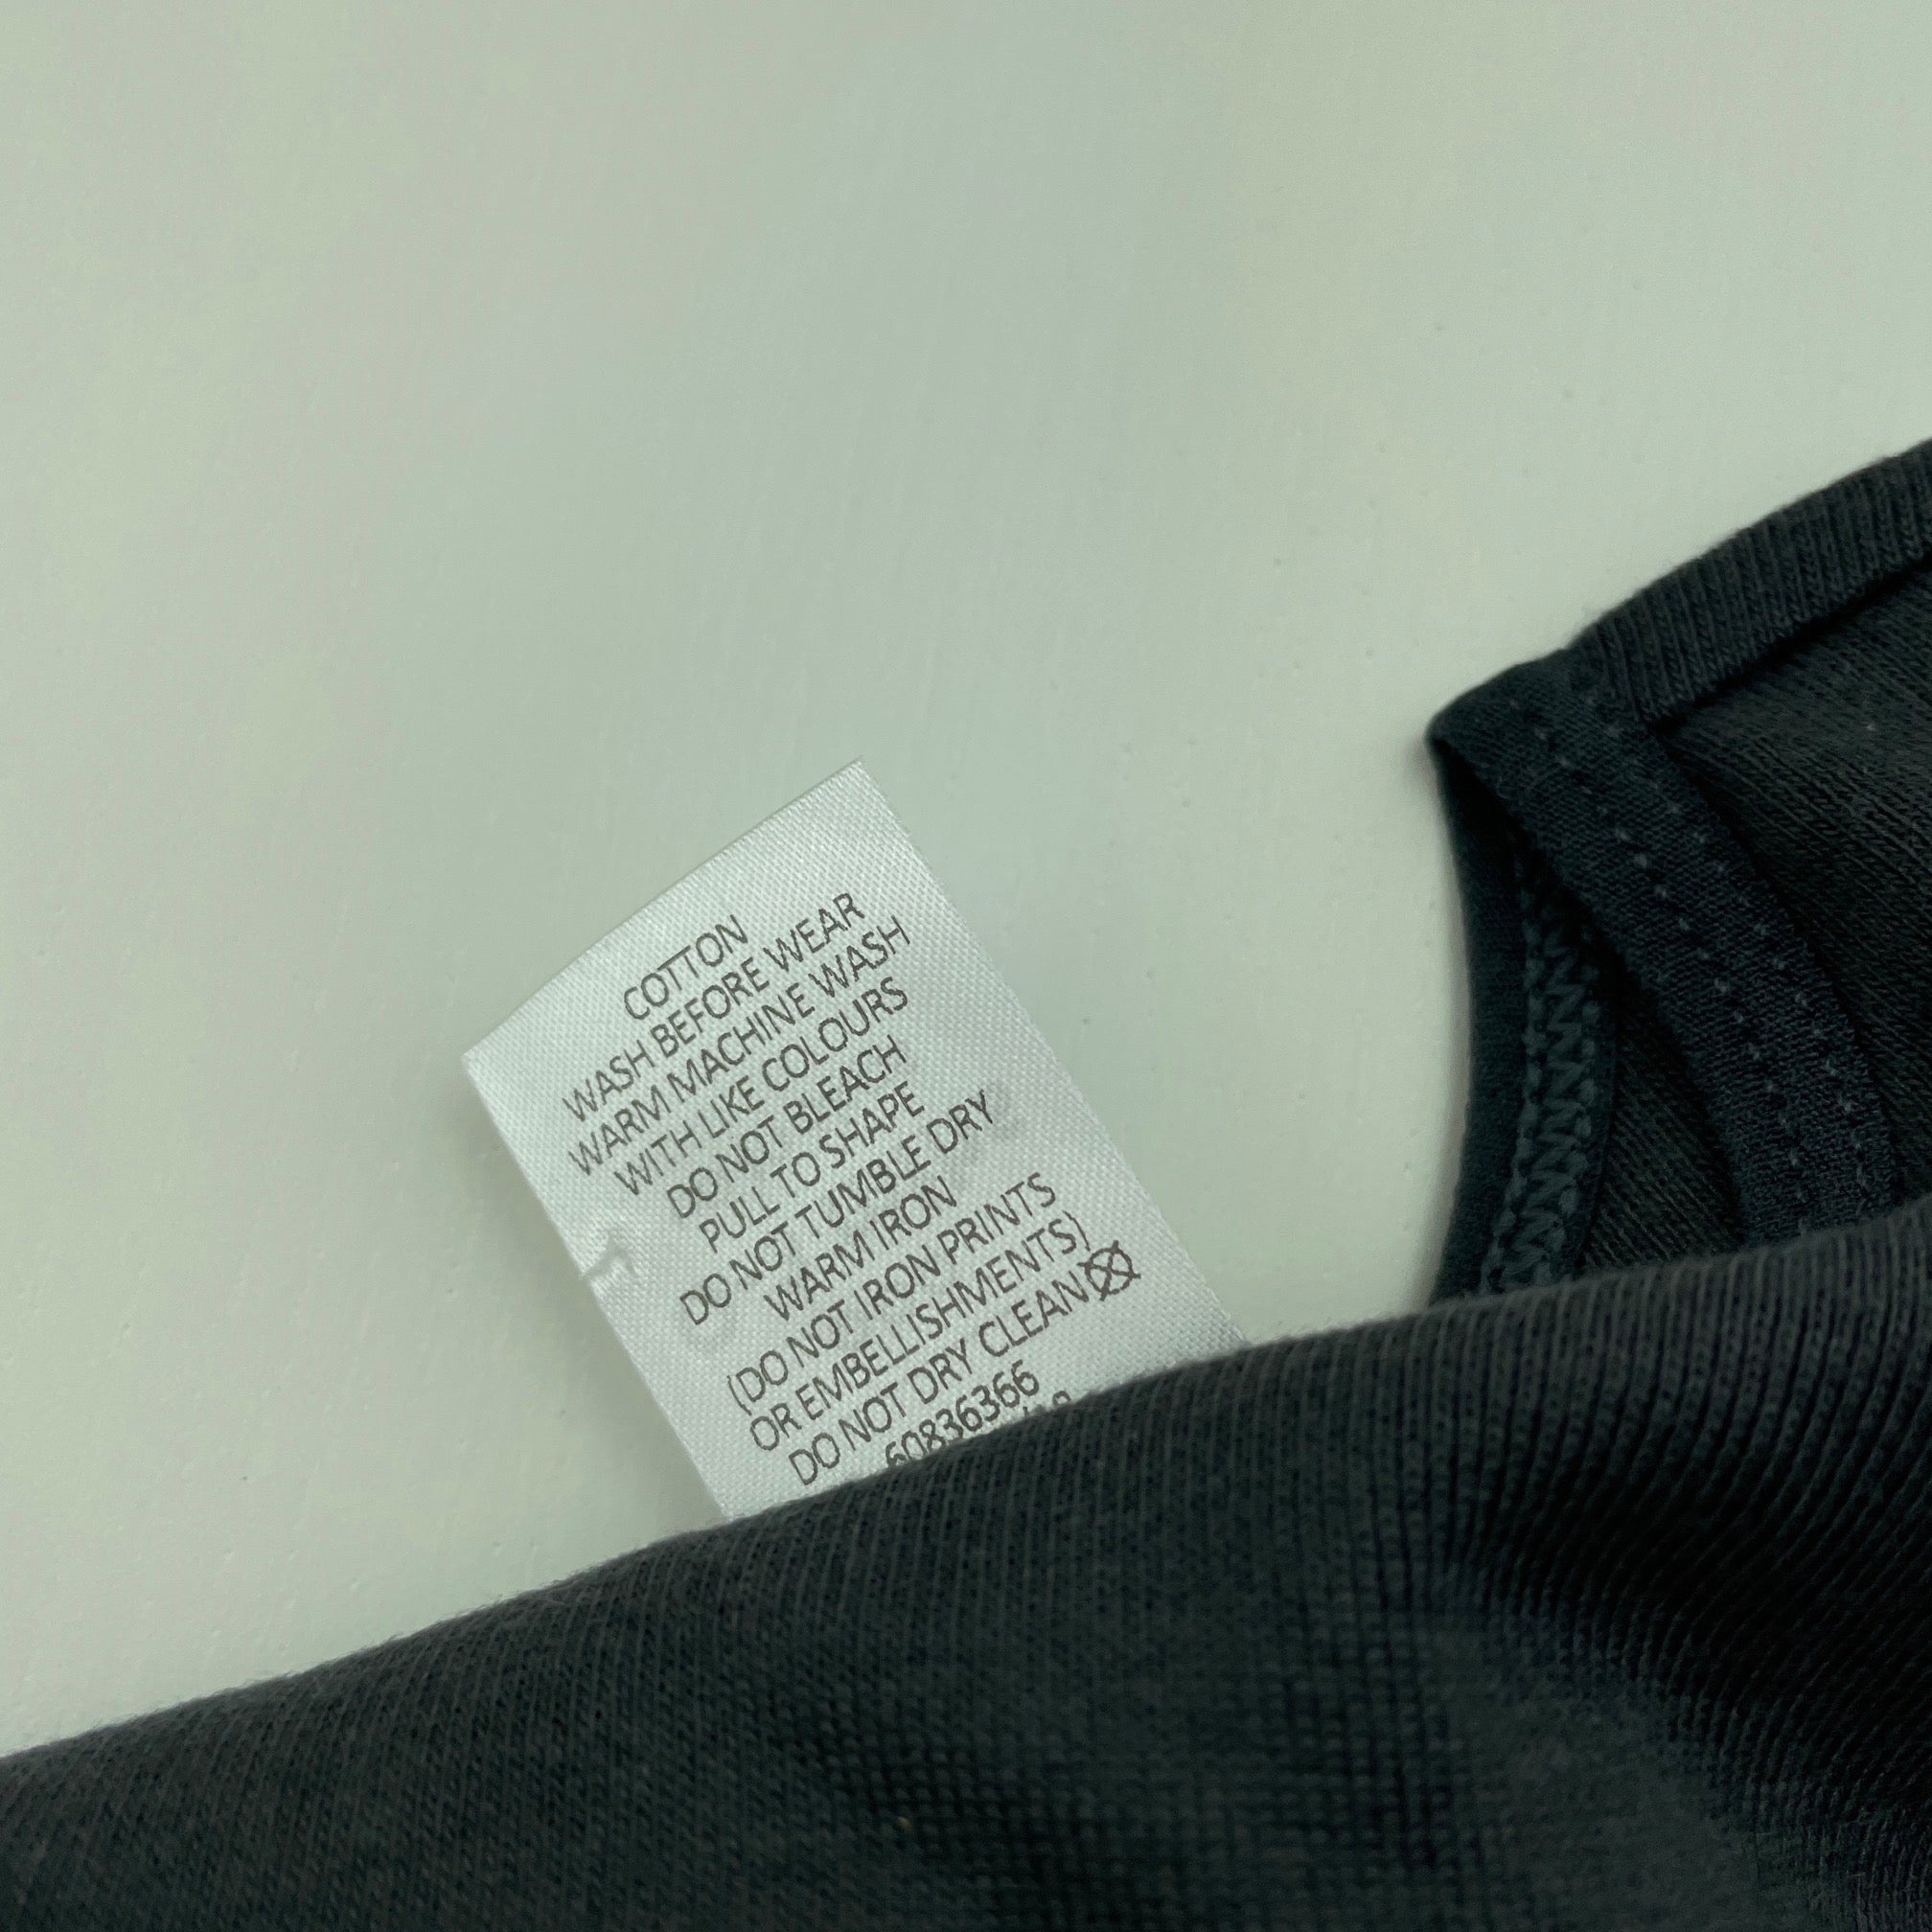 COTTON
WASH BEFORE WEAR
WARM MACHINE WASH
WITH LIKE COLOURS
DO NOT BLEACH
PULL TO SHAPE
DO NOT TUMBLE DRY
WARM IRON
(DO NOT IRON PRINTS
OR EMBELLISHMENTS)
DO NOT DRY CLEAN
60836366